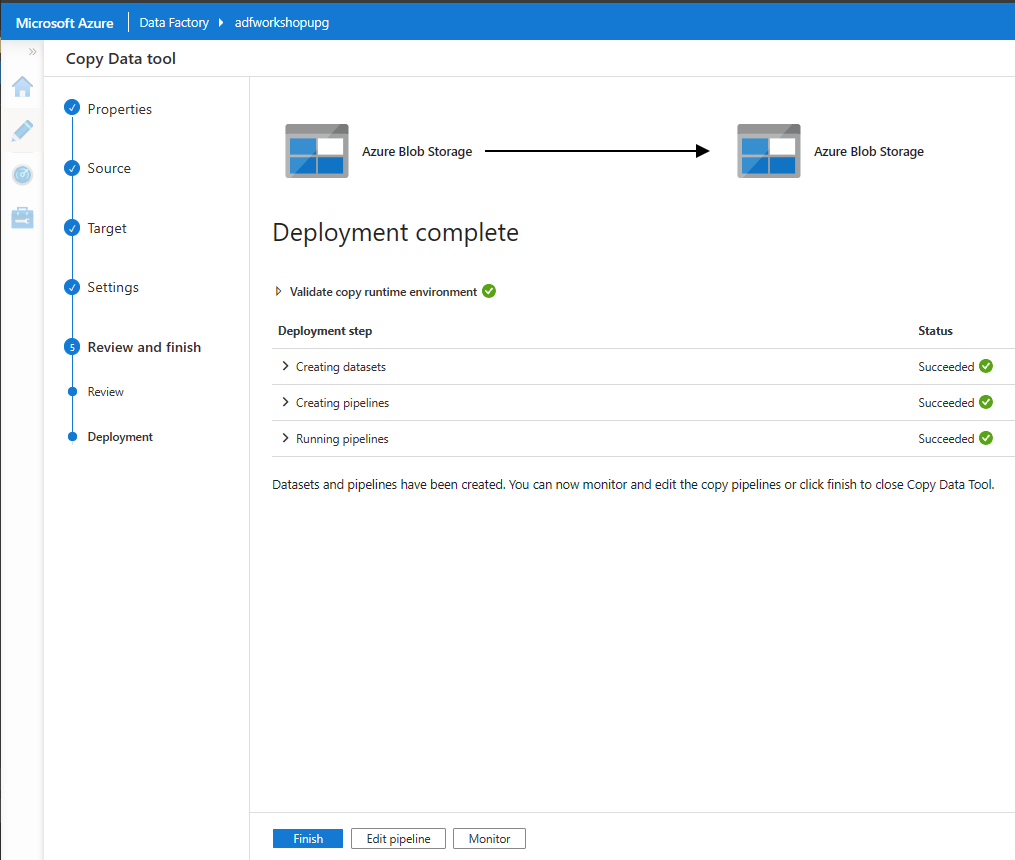 Microsoft Azure Data Factory adfworkshopupg
Copy Data tool
Properties
Source
Target
Settings
5 Review and finish
Review
Deployment
Azure Blob Storage Azure Blob Storage
Deployment complete
Validate copy runtime environment
Deployment step Status
Creating datasets Succeeded
Creating pipelines Succeeded
Running pipelines Succeeded
Datasets and pipelines have been created. You can now monitor and edit the copy pipelines or click finish to close Copy Data Tool.
Finish Edit pipeline Monitor